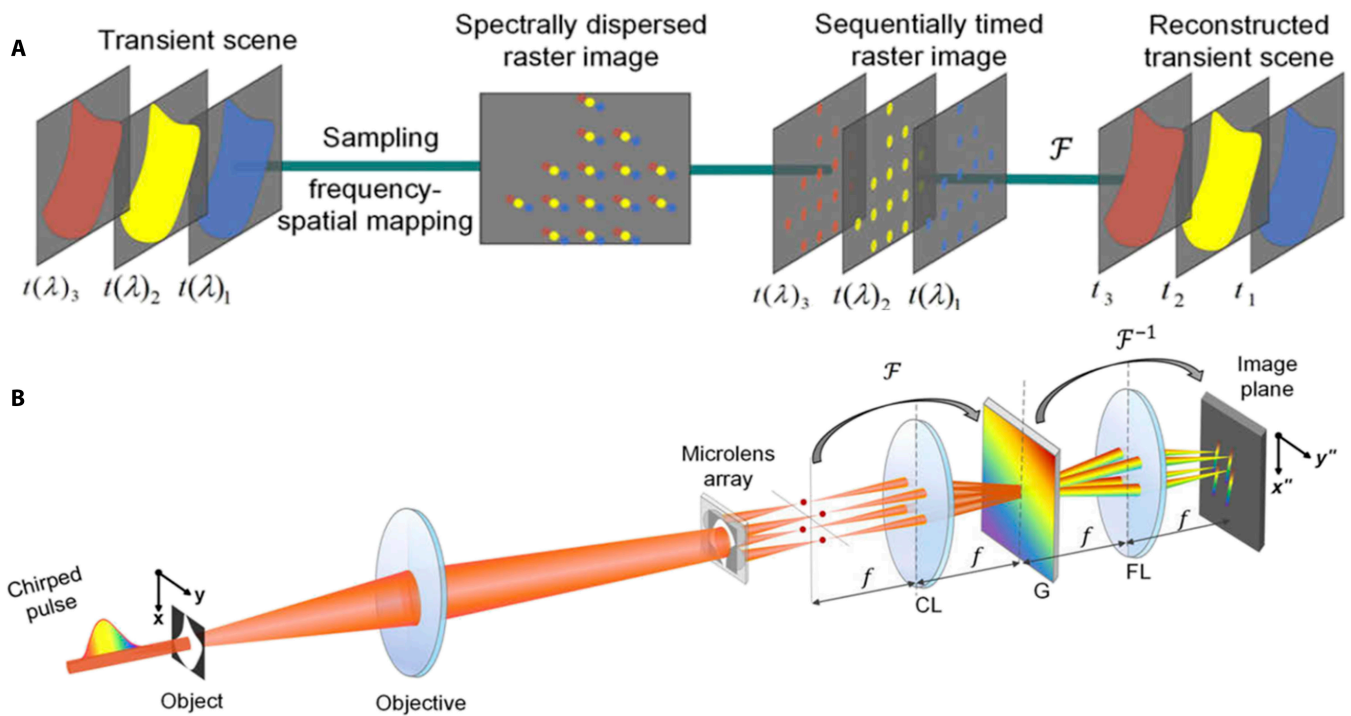 A
Transient scene
Spectrally dispersed
raster image
Sequentially timed
raster image
Reconstructed
transient scene
Sampling
frequency-
spatial mapping
ℱ
t(λ)₃
t(λ)₂
t(λ)₁
t(λ)₃
t(λ)₂
t(λ)₁
t₃
t₂
t₁
B
ℱ
ℱ⁻¹
Image
plane
Microlens
array
y"
x"
Chirped
pulse
y
x
f
f
f
f
CL
G
FL
Object
Objective